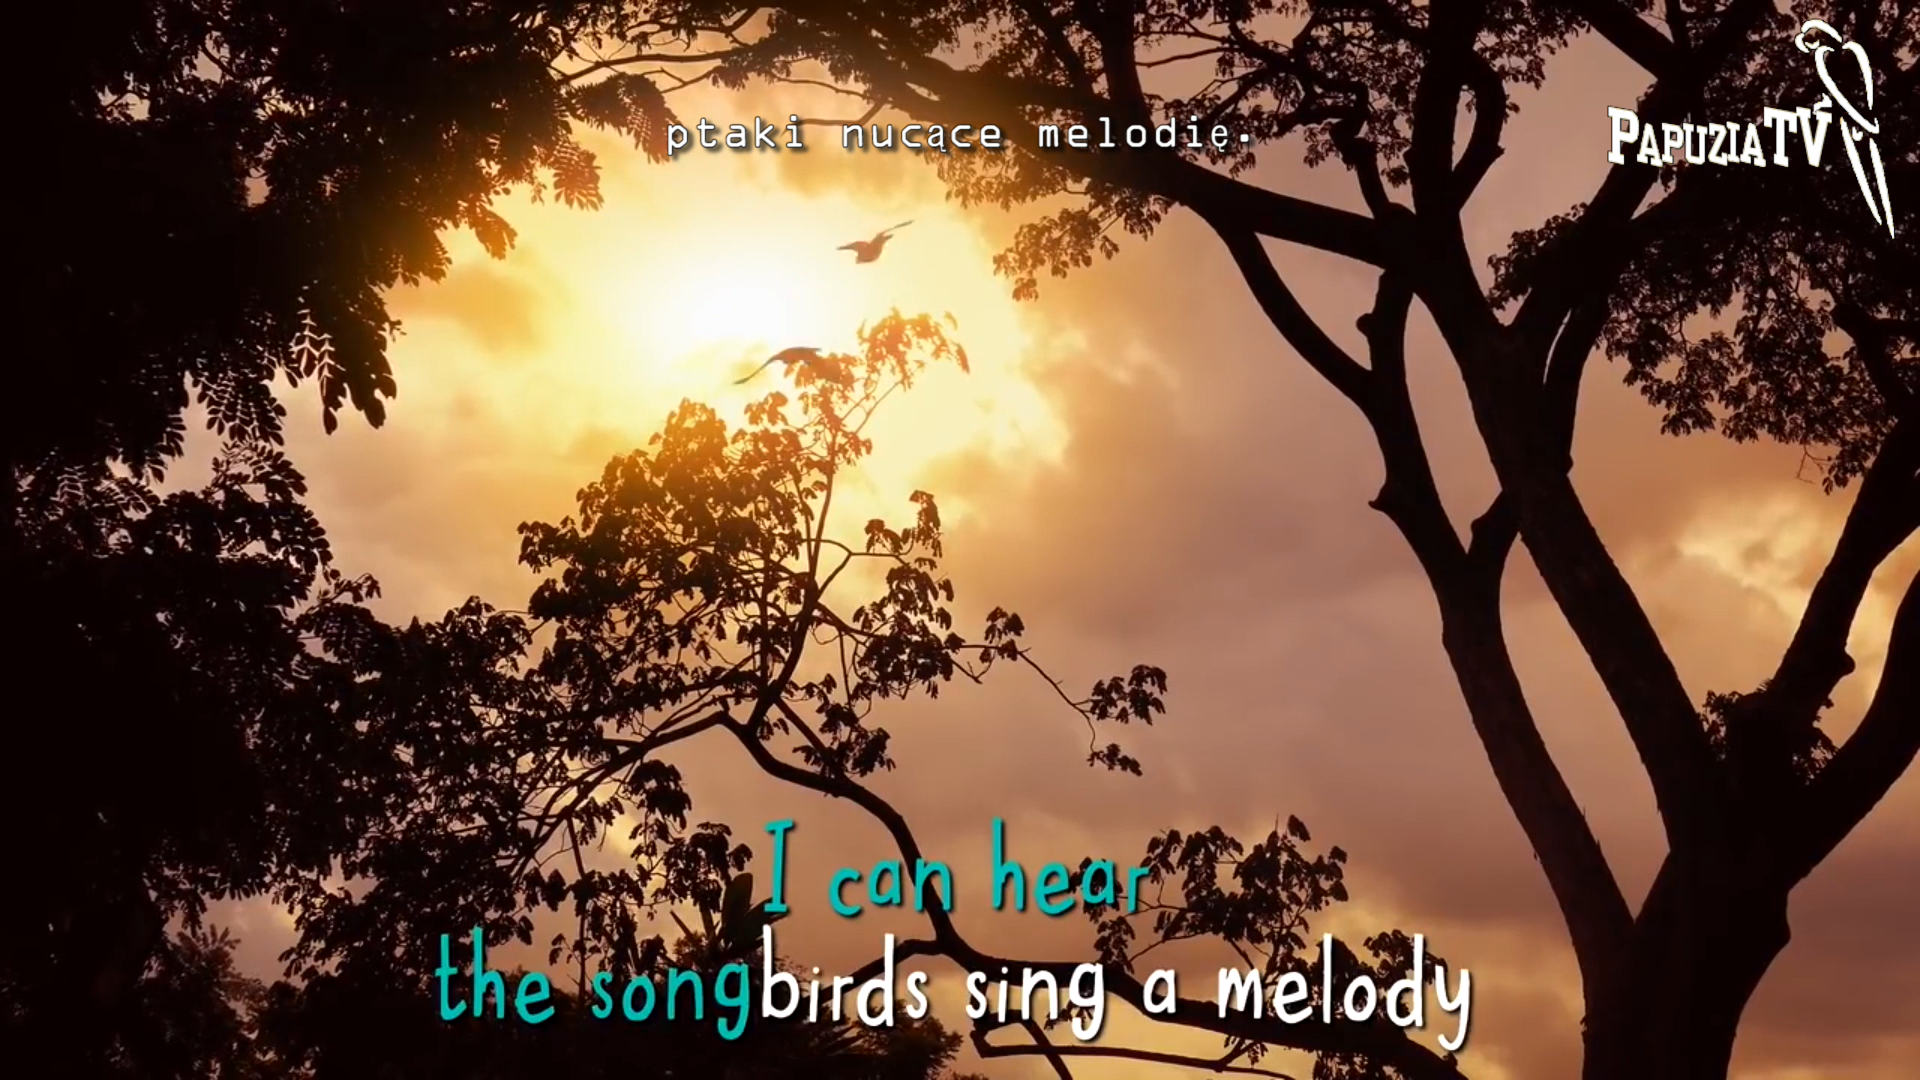 ptaki nucące melodię.
PAPUZIATV
I can hear
the songbirds sing a melody